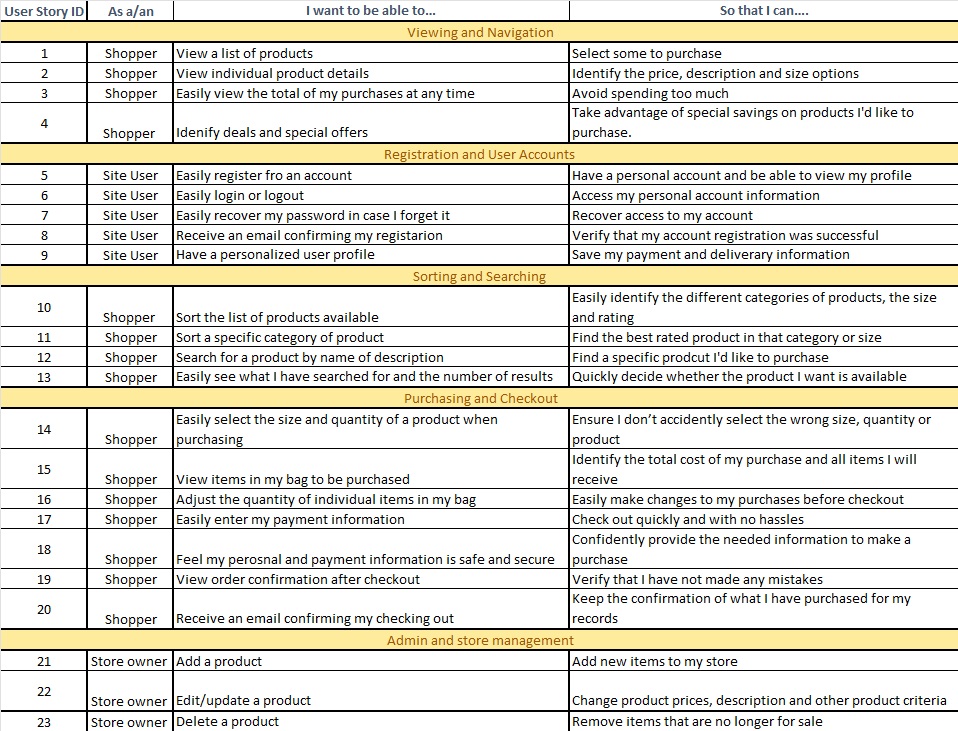 User Story ID As a/an I want to be able to... So that I can....
Viewing and Navigation
1 Shopper View a list of products Select some to purchase
2 Shopper View individual product details Identify the price, description and size options
3 Shopper Easily view the total of my purchases at any time Avoid spending too much
4 Shopper Idenify deals and special offers Take advantage of special savings on products I'd like to
purchase.
Registration and User Accounts
5 Site User Easily register fro an account Have a personal account and be able to view my profile
6 Site User Easily login or logout Access my personal account information
7 Site User Easily recover my password in case I forget it Recover access to my account
8 Site User Receive an email confirming my registarion Verify that my account registration was successful
9 Site User Have a personalized user profile Save my payment and deliverary information
Sorting and Searching
10 Shopper Sort the list of products available Easily identify the different categories of products, the size
and rating
11 Shopper Sort a specific category of product Find the best rated product in that category or size
12 Shopper Search for a product by name of description Find a specific prodcut I'd like to purchase
13 Shopper Easily see what I have searched for and the number of results Quickly decide whether the product I want is available
Purchasing and Checkout
14 Shopper Easily select the size and quantity of a product when
purchasing Ensure I don’t accidently select the wrong size, quantity or
product
15 Shopper View items in my bag to be purchased Identify the total cost of my purchase and all items I will
receive
16 Shopper Adjust the quantity of individual items in my bag Easily make changes to my purchases before checkout
17 Shopper Easily enter my payment information Check out quickly and with no hassles
18 Shopper Feel my perosnal and payment information is safe and secure Confidently provide the needed information to make a
purchase
19 Shopper View order confirmation after checkout Verify that I have not made any mistakes
20 Shopper Receive an email confirming my checking out Keep the confirmation of what I have purchased for my
records
Admin and store management
21 Store owner Add a product Add new items to my store
22 Store owner Edit/update a product Change product prices, description and other product criteria
23 Store owner Delete a product Remove items that are no longer for sale